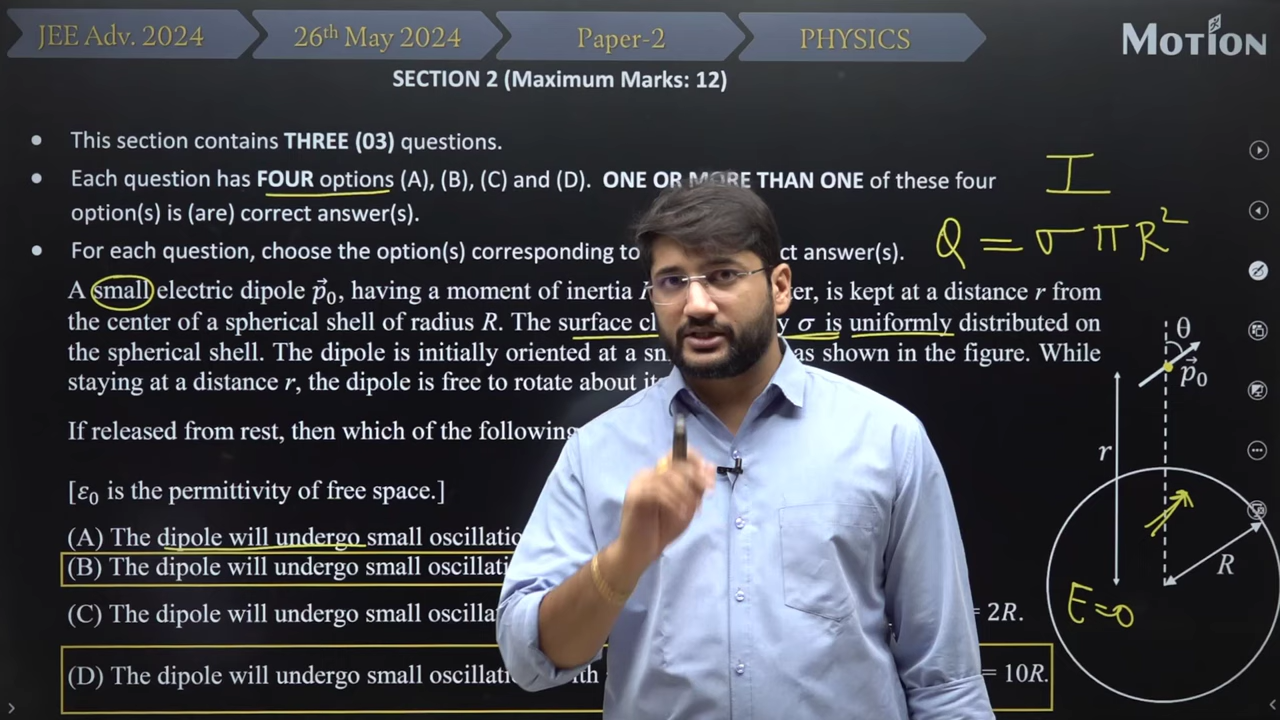 JEE Adv. 2024
26th May 2024
Paper-2
PHYSICS
MOTION
SECTION 2 (Maximum Marks: 12)
• This section contains THREE (03) questions.
• Each question has FOUR options (A), (B), (C) and (D). ONE OR MORE THAN ONE of these four
option(s) is (are) correct answer(s).
• For each question, choose the option(s) corresponding to ct answer(s).
I
Q = σ π R²
A small electric dipole p⃗₀, having a moment of inertia er, is kept at a distance r from
the center of a spherical shell of radius R. The surface y σ is uniformly distributed on
the spherical shell. The dipole is initially oriented at a as shown in the figure. While
staying at a distance r, the dipole is free to rotate about
If released from rest, then which of the following
[ε₀ is the permittivity of free space.]
(A) The dipole will undergo small
(B) The dipole will undergo small
(C) The dipole will undergo small = 2R.
(D) The dipole will undergo small = 10R.
θ
p⃗₀
r
R
E=0